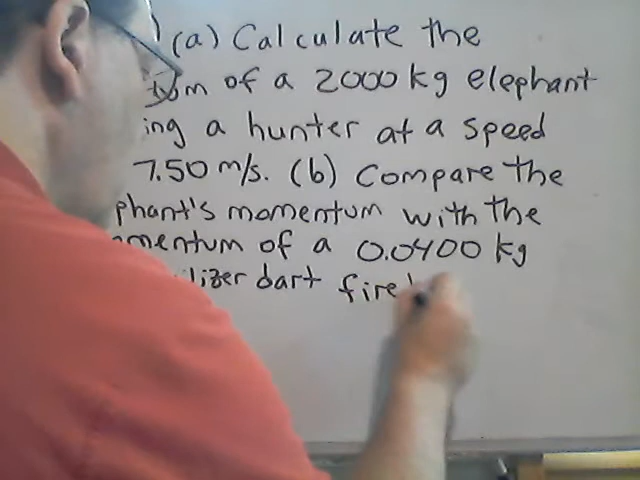 ) (a) Calculate the
um of a 2000 kg elephant
ing a hunter at a speed
7.50 m/s. (b) Compare the
phant's momentum with the
mentum of a 0.0400 kg
lizer dart fire